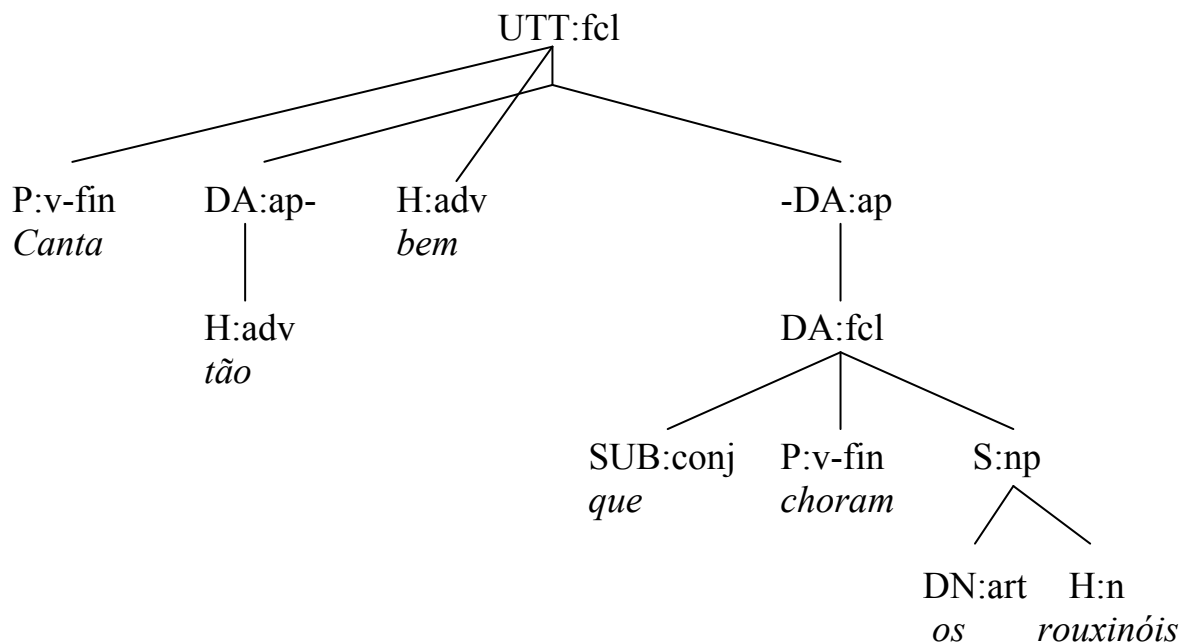 UTT:fcl
P:v-fin DA:ap- H:adv -DA:ap
Canta bem
H:adv DA:fcl
tão
SUB:conj P:v-fin S:np
que choram
DN:art H:n
os rouxinóis